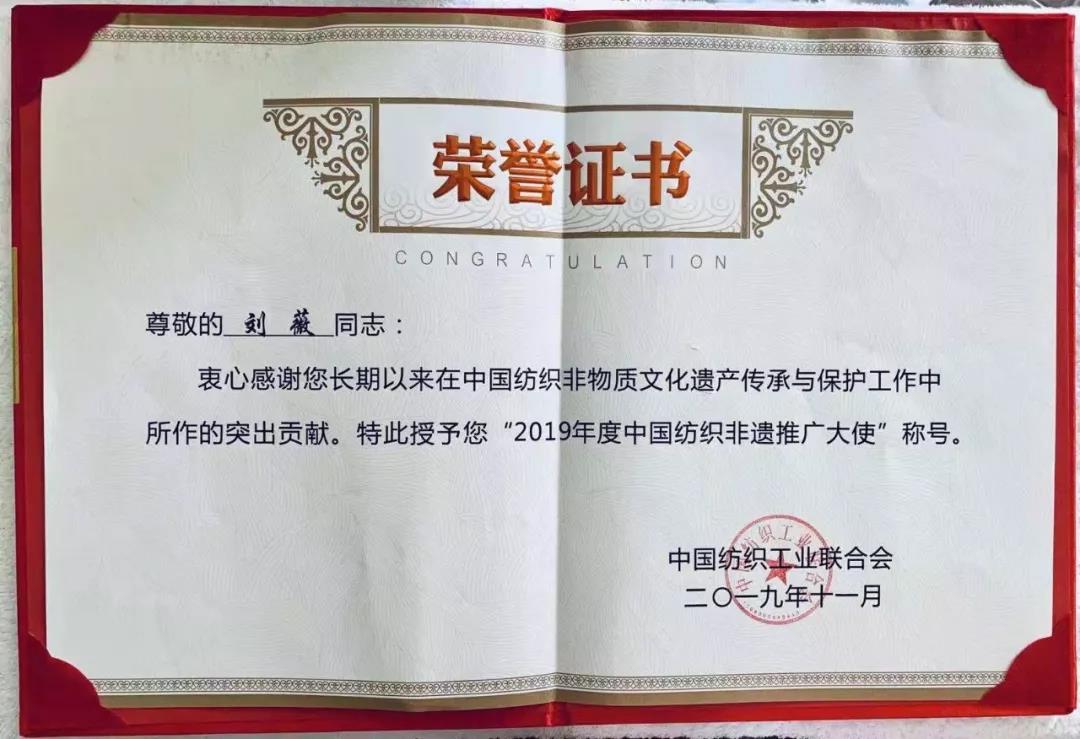 荣誉证书
CONGRATULATION
尊敬的 刘 薇 同志：
衷心感谢您长期以来在中国纺织非物质文化遗产传承与保护工作中
所作的突出贡献。特此授予您“2019年度中国纺织非遗推广大使”称号。
中国纺织工业联合会
二〇一九年十一月